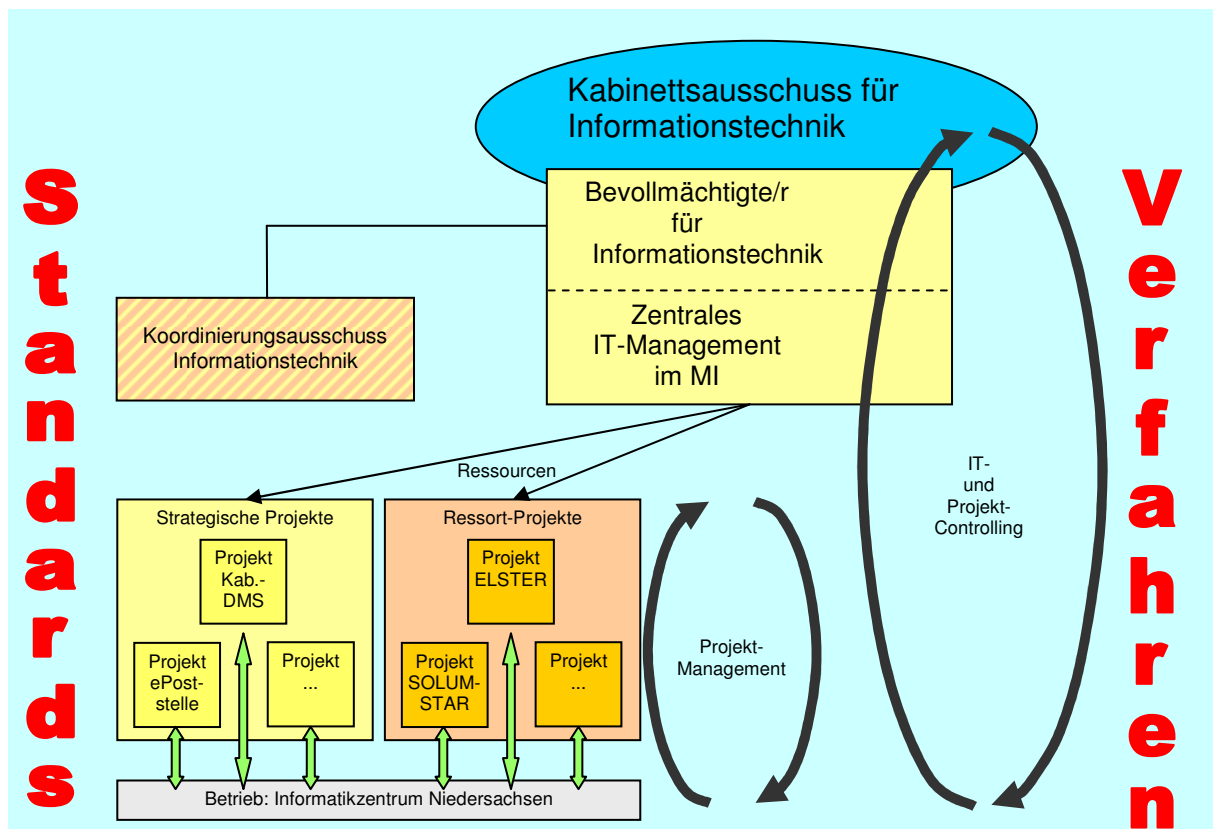 Kabinettsausschuss für
Informationstechnik
Bevollmächtigte/r
für
Informationstechnik
Zentrales
IT-Management
im MI
Koordinierungsausschuss
Informationstechnik
Ressourcen
Strategische Projekte
Projekt
Kab.-
DMS
Projekt
ePost-
stelle
Projekt
...
Ressort-Projekte
Projekt
ELSTER
Projekt
SOLUM-
STAR
Projekt
...
Projekt-
Management
IT-
und
Projekt-
Controlling
Betrieb: Informatikzentrum Niedersachsen
Standards
Verfahren